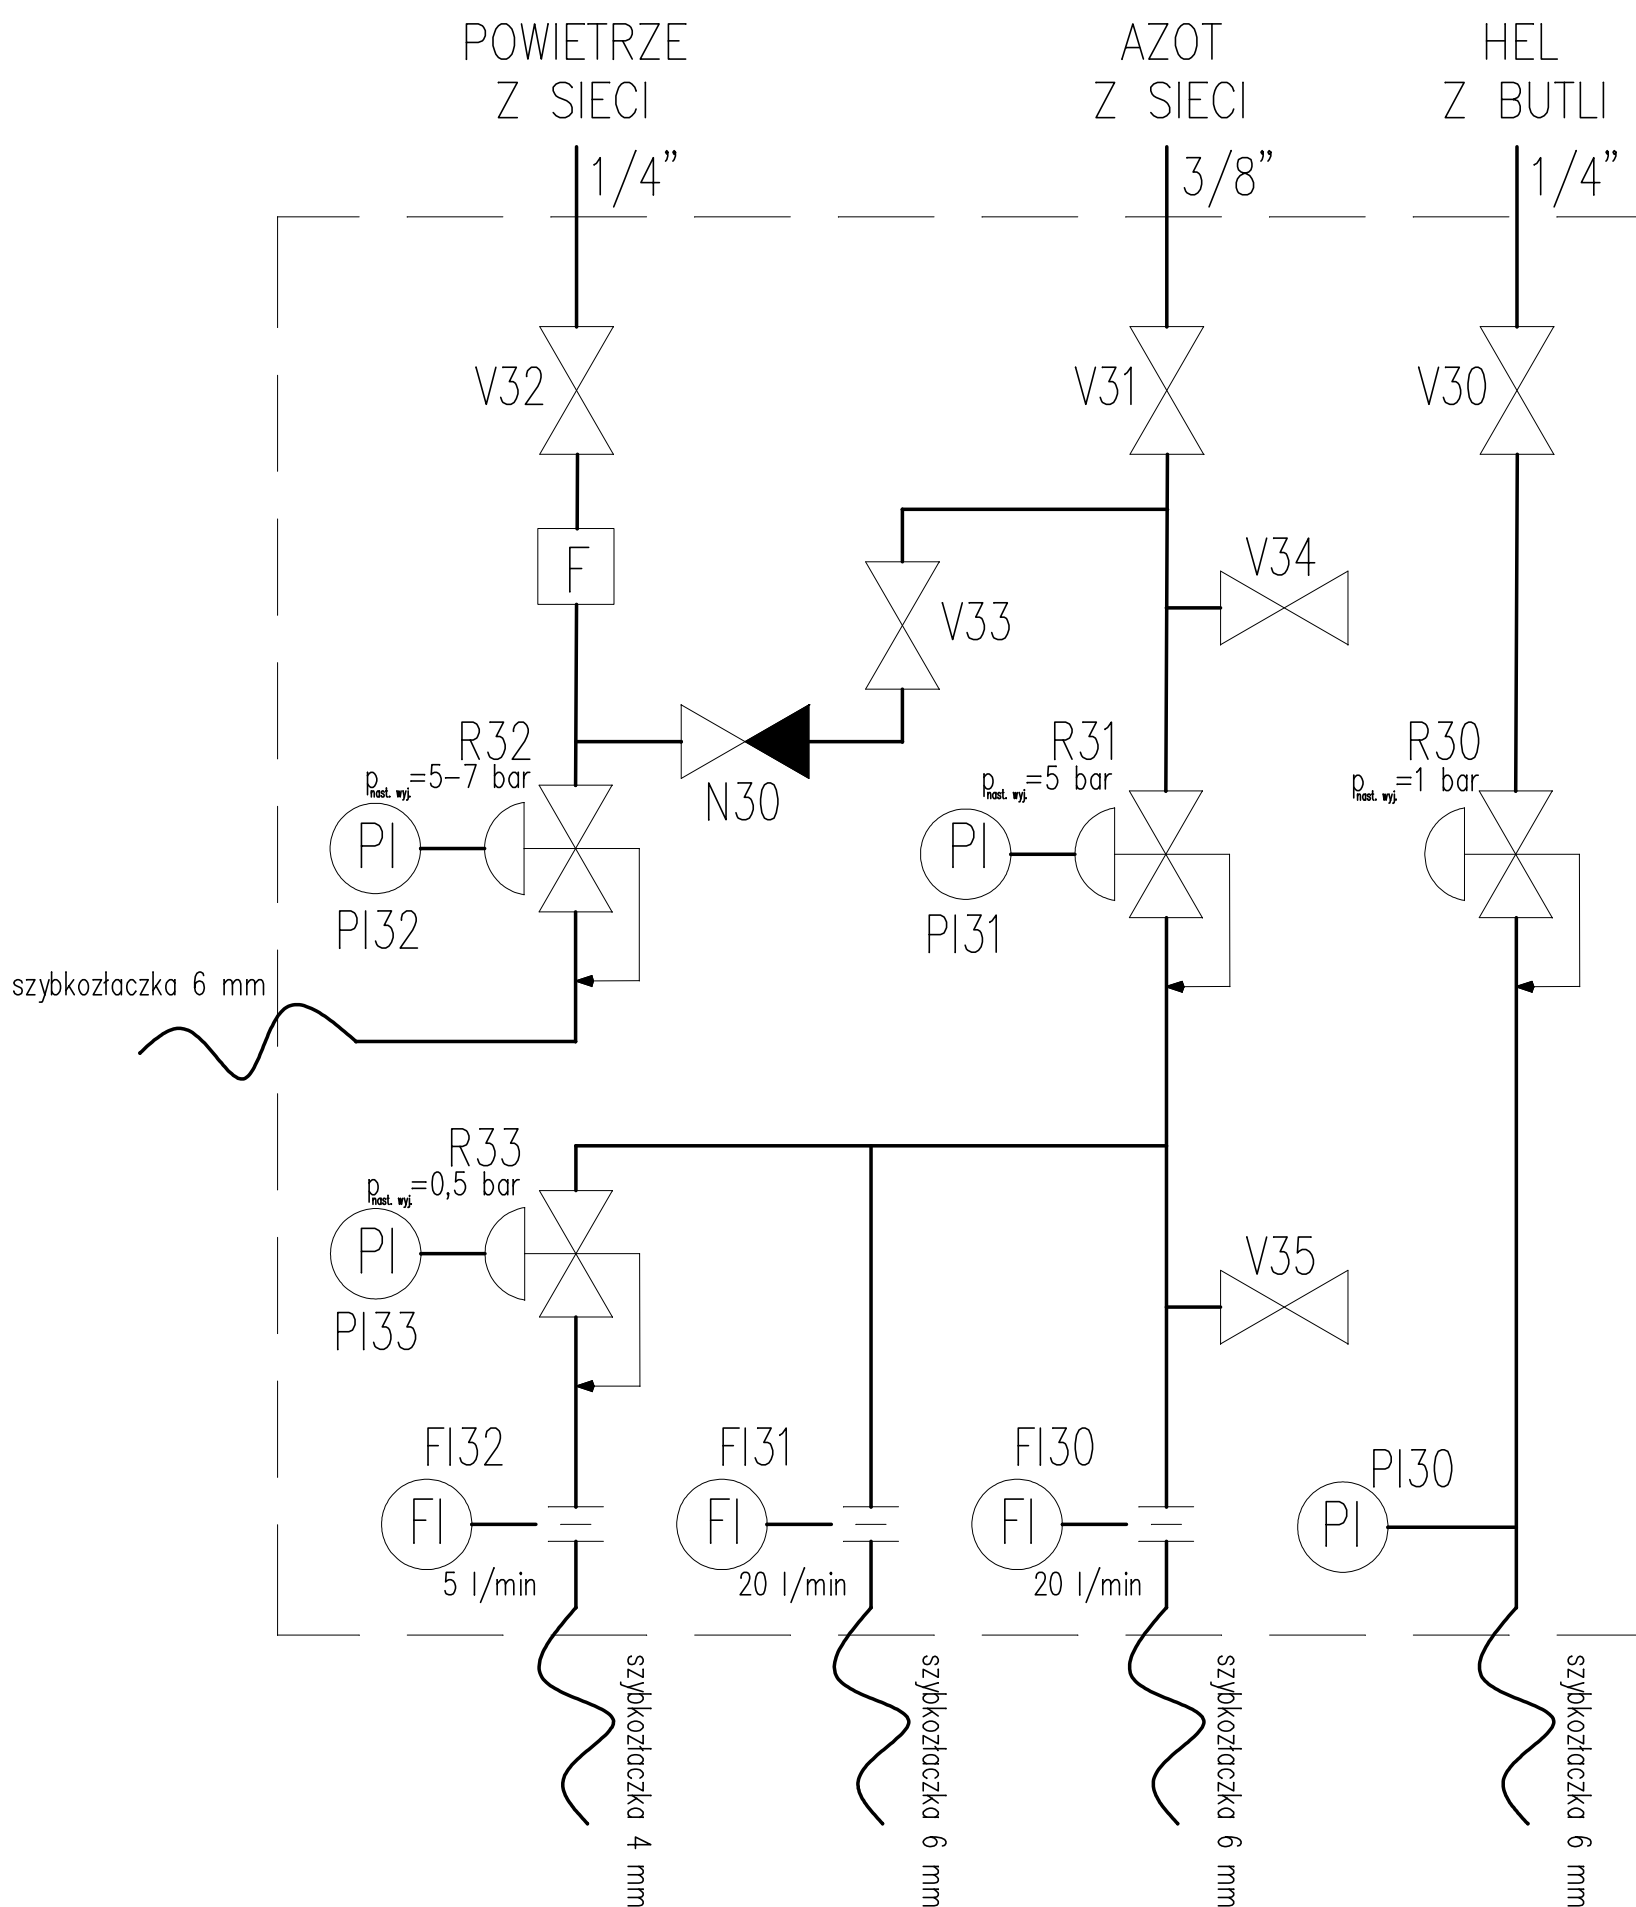 POWIETRZE
Z SIECI
1/4”
AZOT
Z SIECI
3/8”
HEL
Z BUTLI
1/4”
V32
V31
V30
F
V34
V33
R32
pnast. wyj.=5-7 bar
PI
PI32
N30
R31
pnast. wyj.=5 bar
PI
PI31
R30
pnast. wyj.=1 bar
szybkozłaczka 6 mm
R33
pnast. wyj.=0,5 bar
PI
PI33
V35
FI32
FI
5 l/min
FI31
FI
20 l/min
FI30
FI
20 l/min
PI30
PI
szybkozłaczka 4 mm
szybkozłaczka 6 mm
szybkozłaczka 6 mm
szybkozłaczka 6 mm